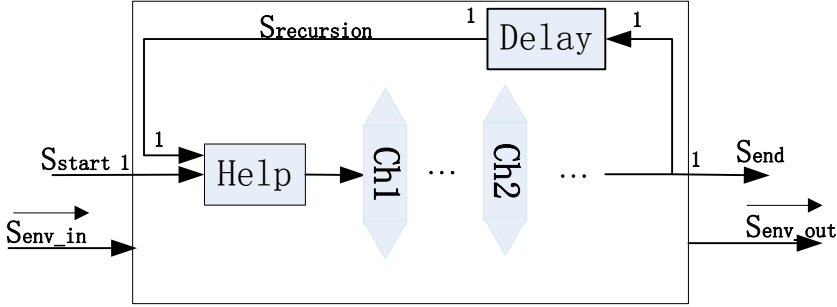 1
Srecursion
Delay
1
1
Sstart 1
Help
Ch1
...
Ch2
...
1
Send
Senv_in
Senv_out